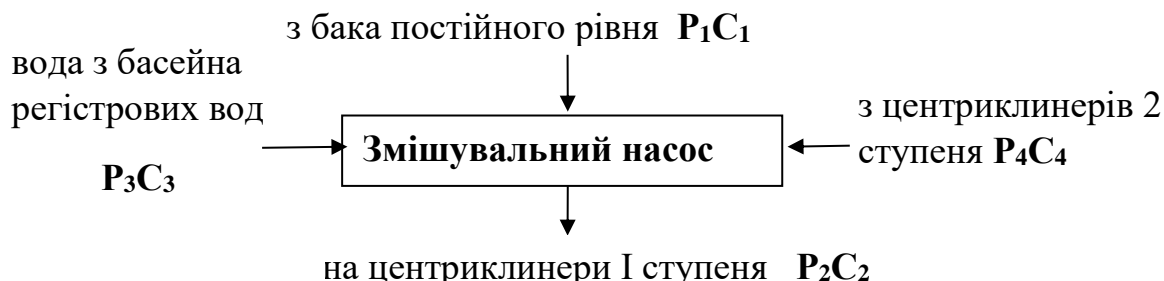 з бака постійного рівня P₁C₁
вода з басейна
регістрових вод
P₃C₃
Змішувальний насос
з центриклинерів 2
ступеня P₄C₄
на центриклинери І ступеня P₂C₂